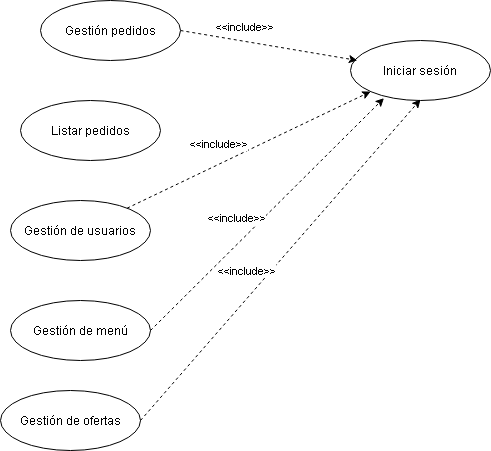 Gestión pedidos
<<include>>
Iniciar sesión
Listar pedidos
<<include>>
Gestión de usuarios
<<include>>
<<include>>
Gestión de menú
Gestión de ofertas